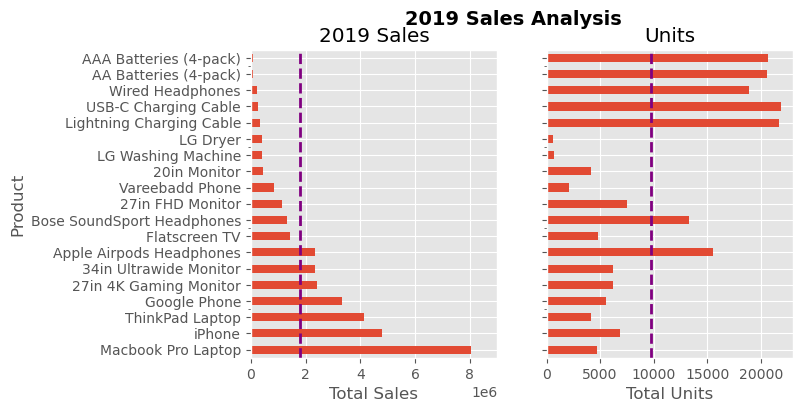 2019 Sales Analysis
2019 Sales
Units
Product
AAA Batteries (4-pack)
AA Batteries (4-pack)
Wired Headphones
USB-C Charging Cable
Lightning Charging Cable
LG Dryer
LG Washing Machine
20in Monitor
Vareebadd Phone
27in FHD Monitor
Bose SoundSport Headphones
Flatscreen TV
Apple Airpods Headphones
34in Ultrawide Monitor
27in 4K Gaming Monitor
Google Phone
ThinkPad Laptop
iPhone
Macbook Pro Laptop
0 2 4 6 8
1e6
Total Sales
0 5000 10000 15000 20000
Total Units